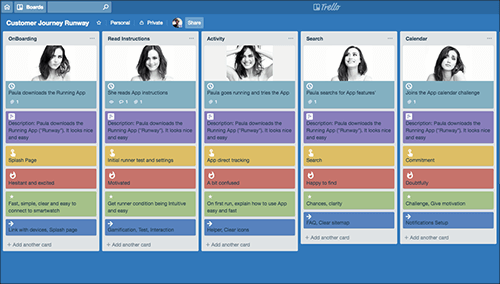 Boards
Trello
Customer Journey Runway
Personal
Private
Share
OnBoarding
Paula downloads the Running App
1
Description: Paula downloads the
Running App ("Runway"). It looks nice
and easy
Splash Page
Hesitant and excited
Fast, simple, clear and easy to
connect to smartwatch
Link with devices, Splash page
+ Add another card
Read Instructions
She reads App instructions
1 1
Description: Paula downloads the
Running App ("Runway"). It looks nice
and easy
Initial runner test and settings
Motivated
Get runner condition being intuitive and
easy
Gamification, Test, Interaction
+ Add another card
Activity
Paula goes running and tries the App
1
Description: Paula downloads the
Running App ("Runway"). It looks nice
and easy
App direct tracking
A bit confused
On first run, explain how to use App
easy and fast
Helper, Clear icons
+ Add another card
Search
Paula searches for App features'
1
Description: Paula downloads the
Running App ("Runway"). It looks nice
and easy
Search
Happy to find
Chances, clarity
FAQ, Clear sitemap
+ Add another card
Calendar
Joins the App calendar challenge
1
Description: Paula downloads the
Running App ("Runway"). It looks nice
and easy
Commitment
Doubtfully
Challenge, Give motivation
Notifications Setup
+ Add another card